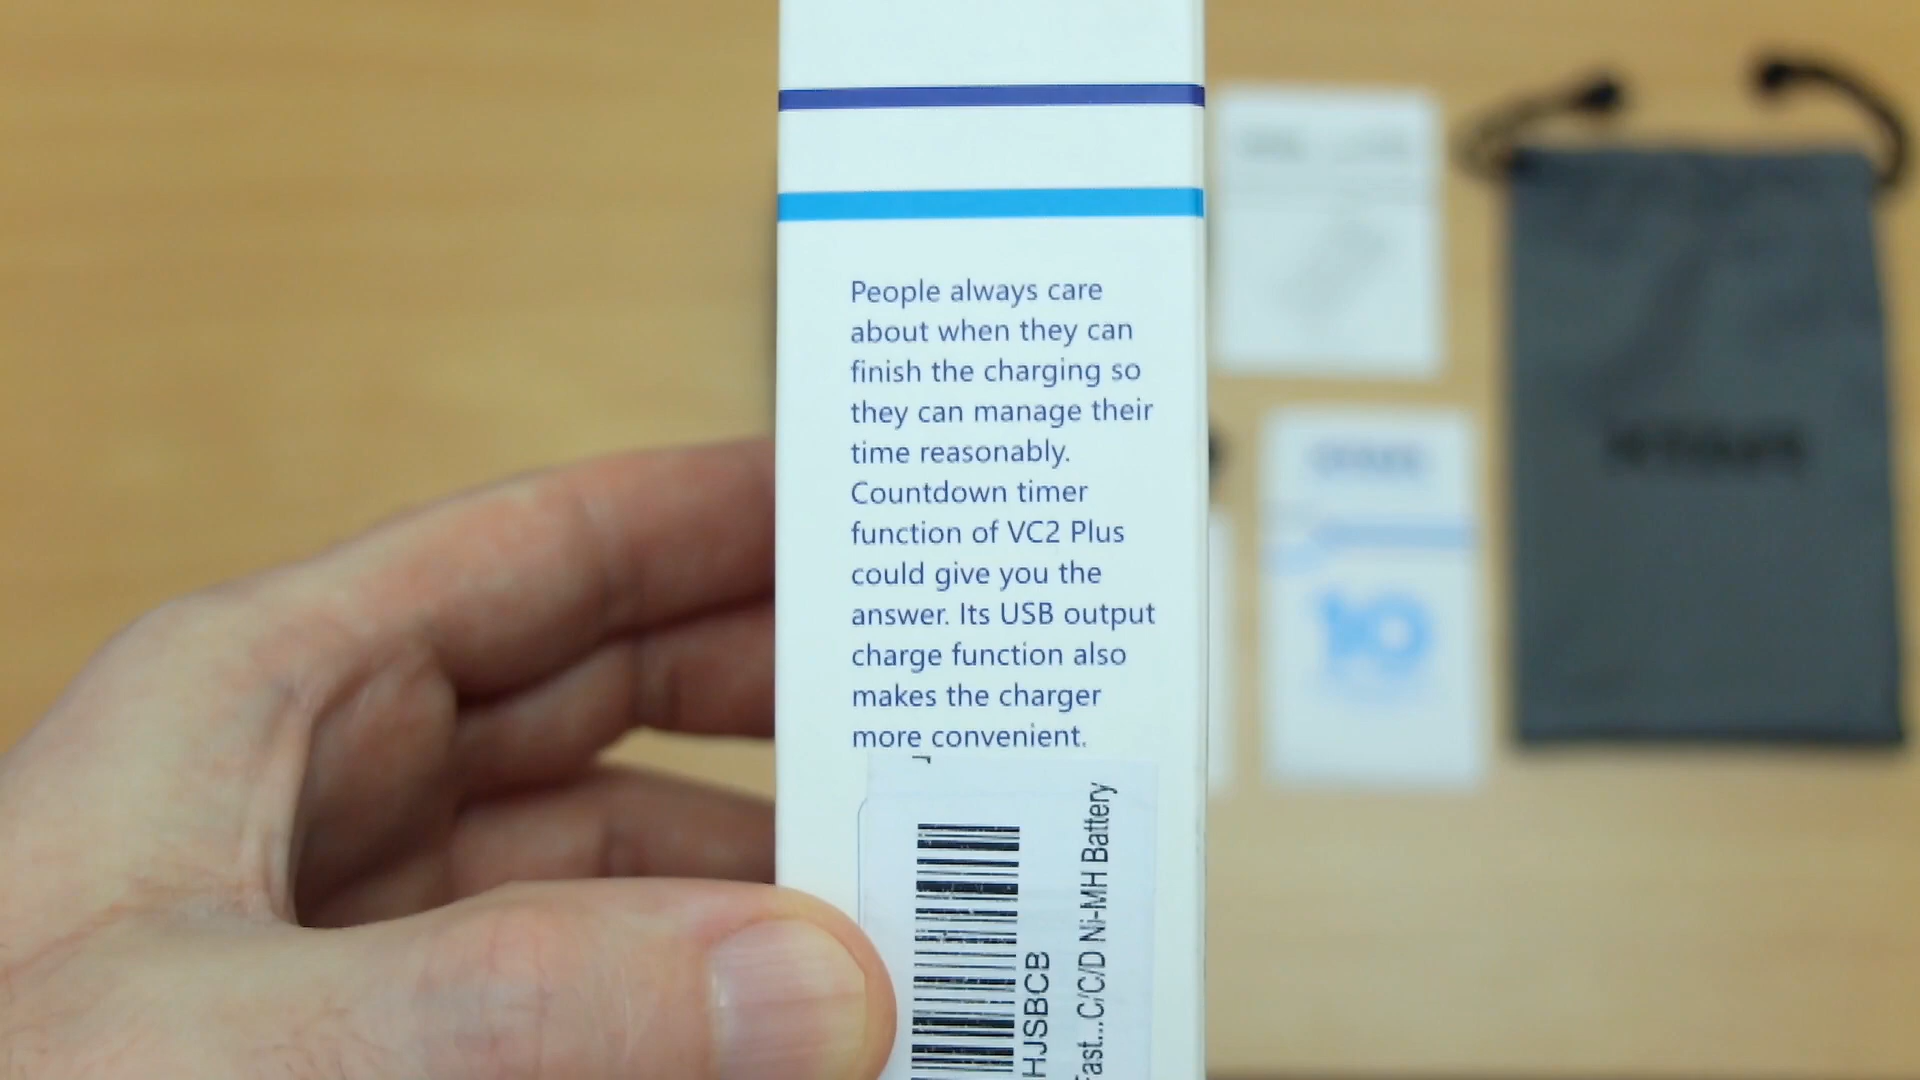 People always care
about when they can
finish the charging so
they can manage their
time reasonably.
Countdown timer
function of VC2 Plus
could give you the
answer. Its USB output
charge function also
makes the charger
more convenient.
HJSBCB
Fast...C/C/D Ni-MH Battery